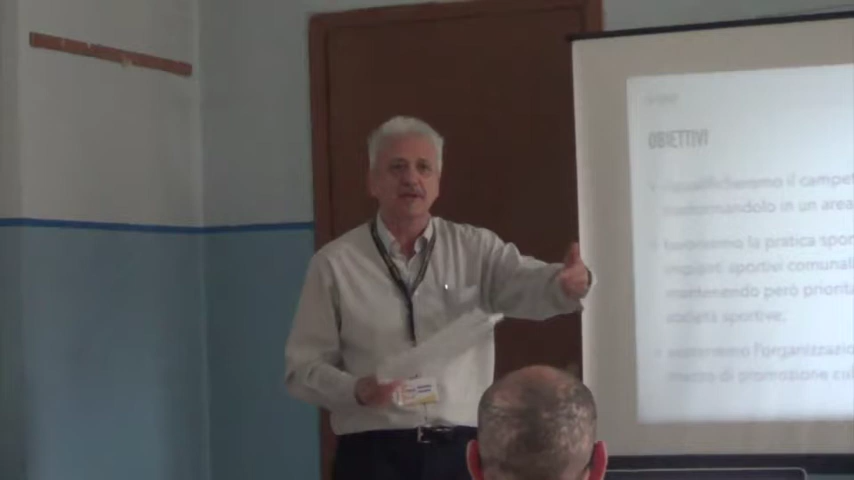 OBIETTIVI
riqualificheremo il campet
trasformandolo in un area
favoriremo la pratica spor
impianti sportivi comunali
mantenendo però priorita
società sportive;
sosterremo l'organizzazio
mezzo di promozione cul